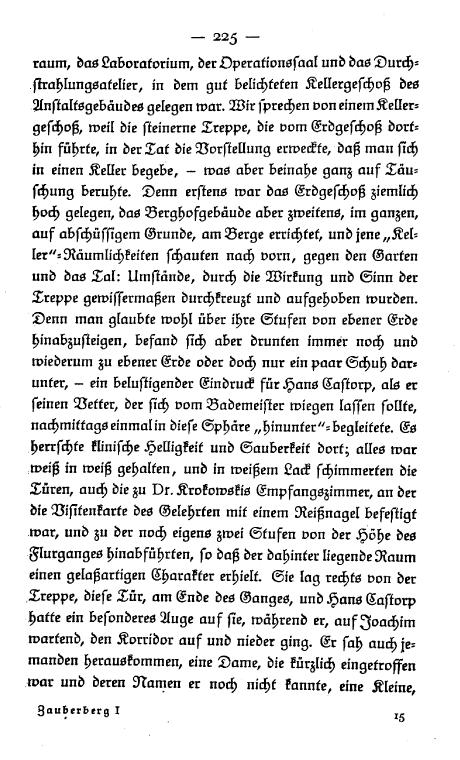 — 225 —
raum, das Laboratorium, der Operationssaal und das Durch-
strahlungsatelier, in dem gut belichteten Kellergeschoß des
Anstaltsgebäudes gelegen war. Wir sprechen von einem Keller-
geschoß, weil die steinerne Treppe, die vom Erdgeschoß dort-
hin führte, in der Tat die Vorstellung erweckte, daß man sich
in einen Keller begebe, — was aber beinahe ganz auf Täu-
schung beruhte. Denn erstens war das Erdgeschoß ziemlich
hoch gelegen, das Berghofgebäude aber zweitens, im ganzen,
auf abschüssigem Grunde, am Berge errichtet, und jene „Kel-
ler“-Räumlichkeiten schauten nach vorn, gegen den Garten
und das Tal: Umstände, durch die Wirkung und Sinn der
Treppe gewissermaßen durchkreuzt und aufgehoben wurden.
Denn man glaubte wohl über ihre Stufen von ebener Erde
hinabzusteigen, befand sich aber drunten immer noch und
wiederum zu ebener Erde oder doch nur ein paar Schuh dar-
unter, — ein belustigender Eindruck für Hans Castorp, als er
seinen Vetter, der sich vom Bademeister wiegen lassen sollte,
nachmittags einmal in diese Sphäre „hinunter“-begleitete. Es
herrschte klinische Helligkeit und Sauberkeit dort; alles war
weiß in weiß gehalten, und in weißem Lack schimmerten die
Türen, auch die zu Dr. Krokowskis Empfangszimmer, an der
die Visitenkarte des Gelehrten mit einem Reißnagel befestigt
war, und zu der noch eigens zwei Stufen von der Höhe des
Flurganges hinabführten, so daß der dahinter liegende Raum
einen gelaßartigen Charakter erhielt. Sie lag rechts von der
Treppe, diese Tür, am Ende des Ganges, und Hans Castorp
hatte ein besonderes Auge auf sie, während er, auf Joachim
wartend, den Korridor auf und nieder ging. Er sah auch je-
manden herauskommen, eine Dame, die kürzlich eingetroffen
war und deren Namen er noch nicht kannte, eine Kleine,
Zauberberg I
15